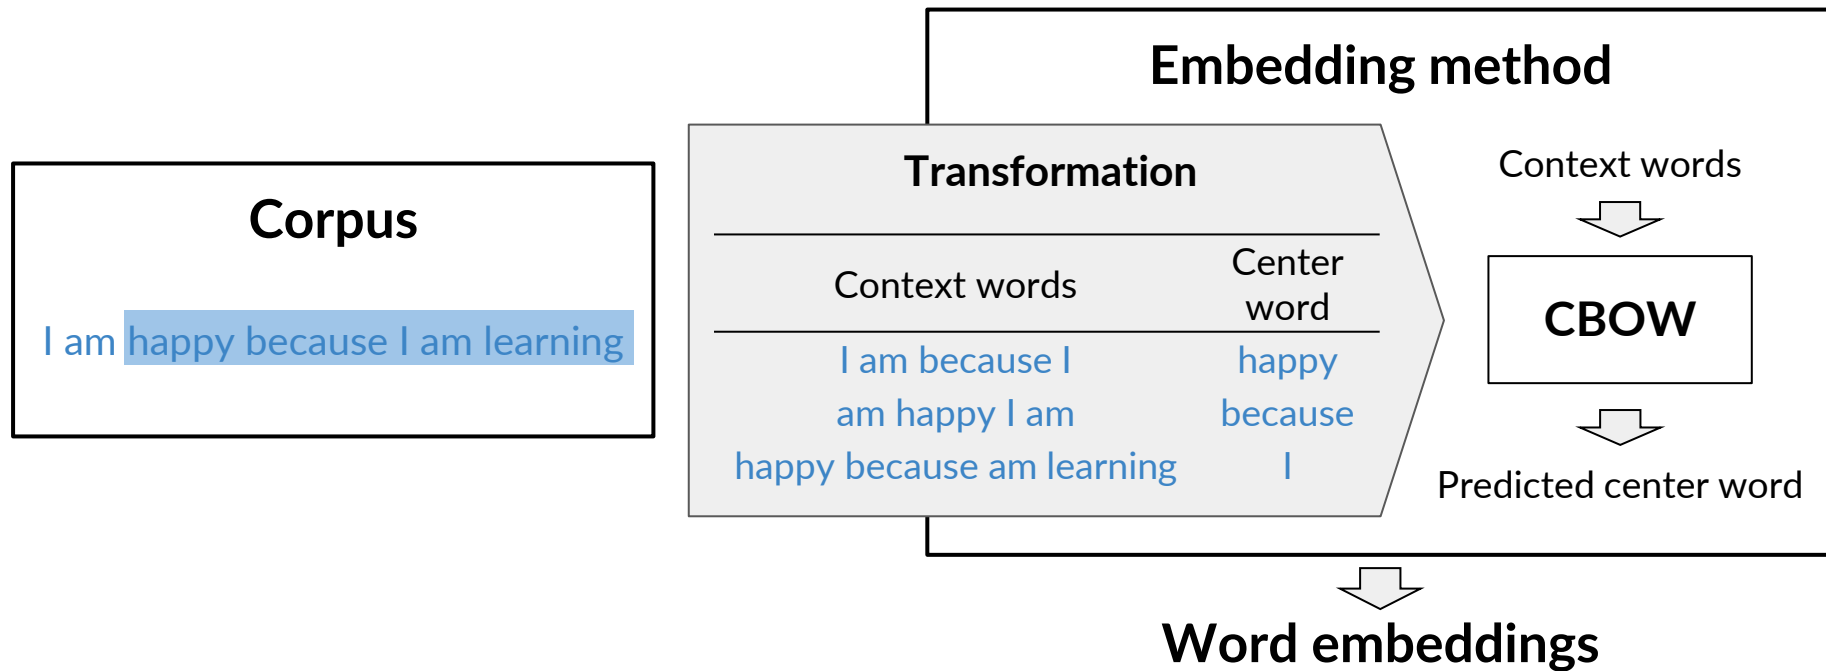 Embedding method
Corpus
I am happy because I am learning
Transformation
Context words
Center
word
I am because I happy
am happy I am because
happy because am learning I
Context words
CBOW
Predicted center word
Word embeddings